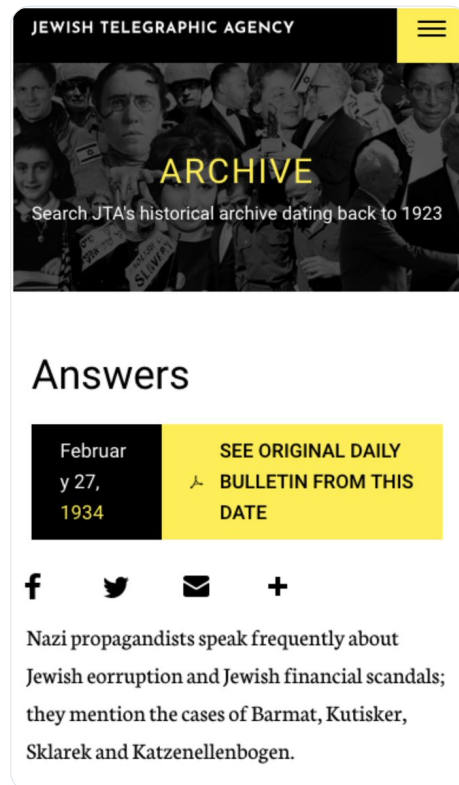 JEWISH TELEGRAPHIC AGENCY
ARCHIVE
Search JTA's historical archive dating back to 1923
SLAVERY
Answers
Februar
y 27,
1934
SEE ORIGINAL DAILY
BULLETIN FROM THIS
DATE
Nazi propagandists speak frequently about
Jewish eorruption and Jewish financial scandals;
they mention the cases of Barmat, Kutisker,
Sklarek and Katzenellenbogen.